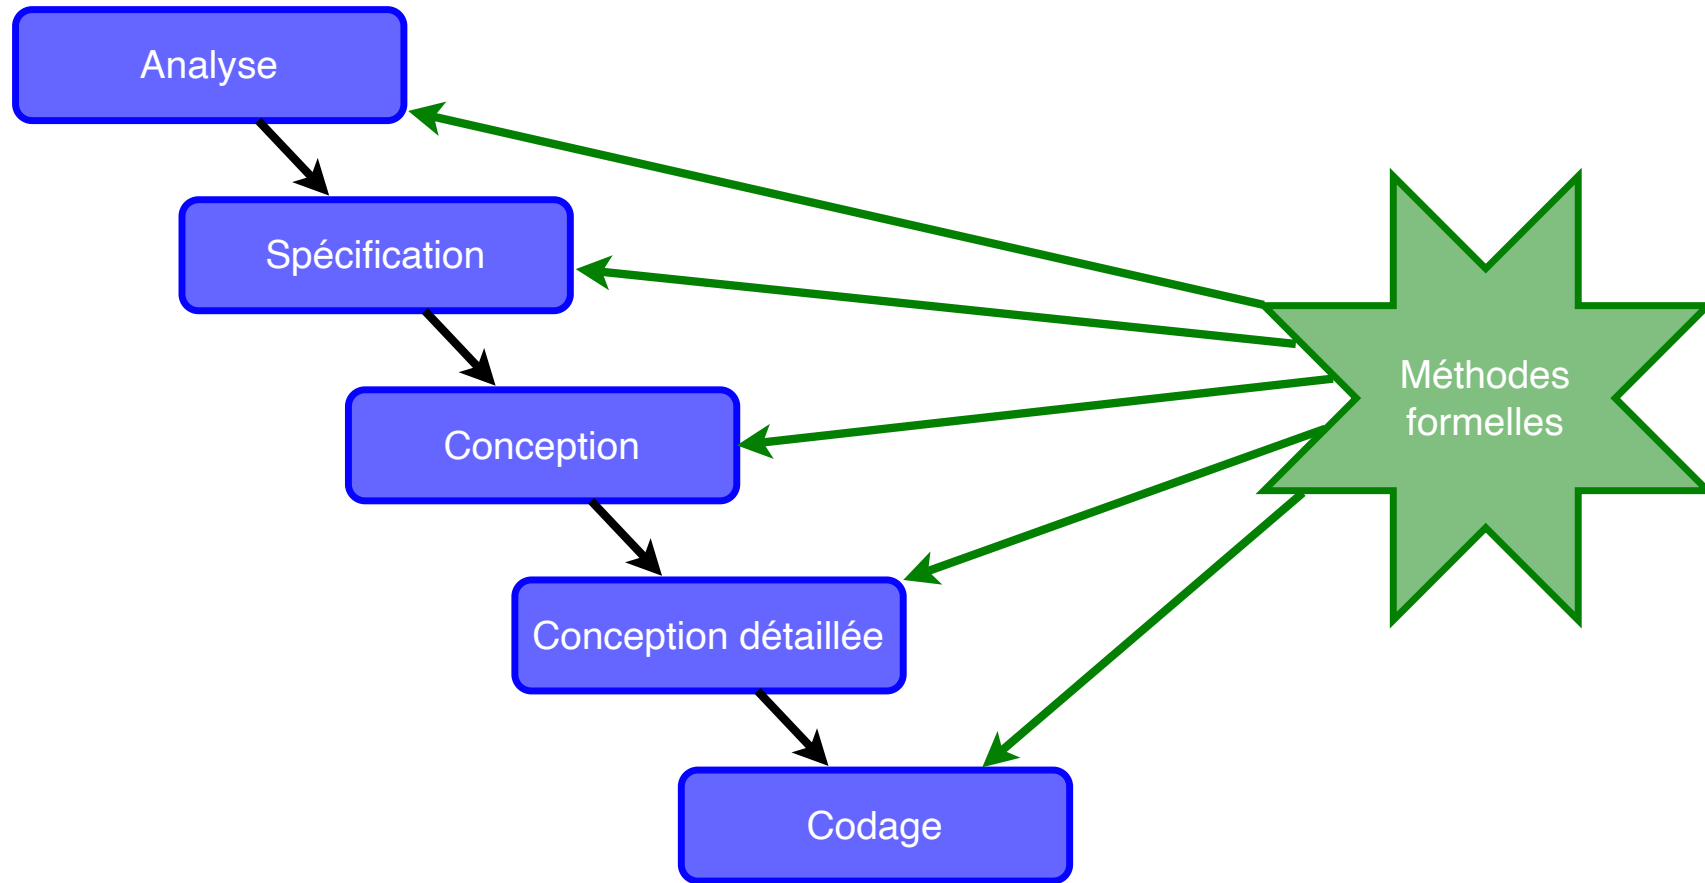 Analyse
Spécification
Conception
Conception détaillée
Codage
Méthodes
formelles